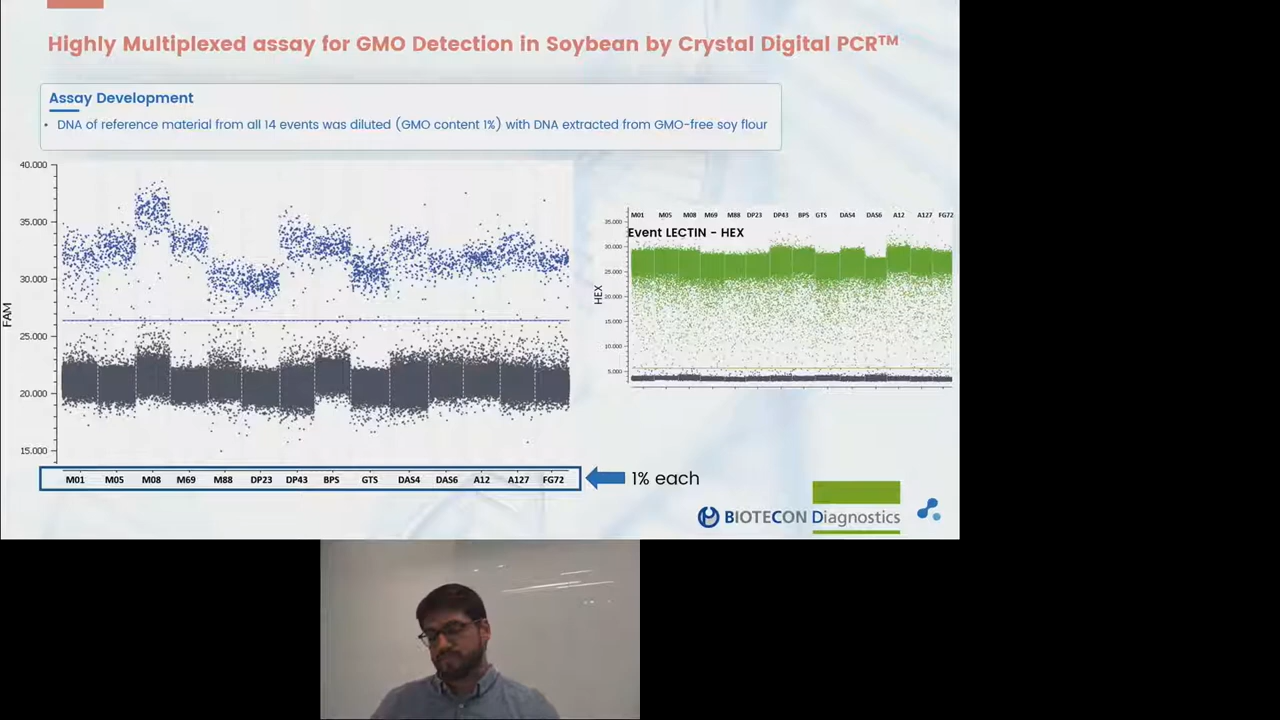 Highly Multiplexed assay for GMO Detection in Soybean by Crystal Digital PCR™
Assay Development
• DNA of reference material from all 14 events was diluted (GMO content 1%) with DNA extracted from GMO-free soy flour
40.000
35.000
30.000
25.000
20.000
15.000
FAM
M01 M05 M08 M69 M88 DP23 DP43 BPS GTS DAS4 DAS6 A12 A127 FG72
1% each
M01 M05 M08 M69 M88 DP23 DP43 BPS GTS DAS4 DAS6 A12 A127 FG72
Event LECTIN - HEX
35.000
30.000
25.000
20.000
15.000
10.000
5.000
HEX
BIOTECON Diagnostics